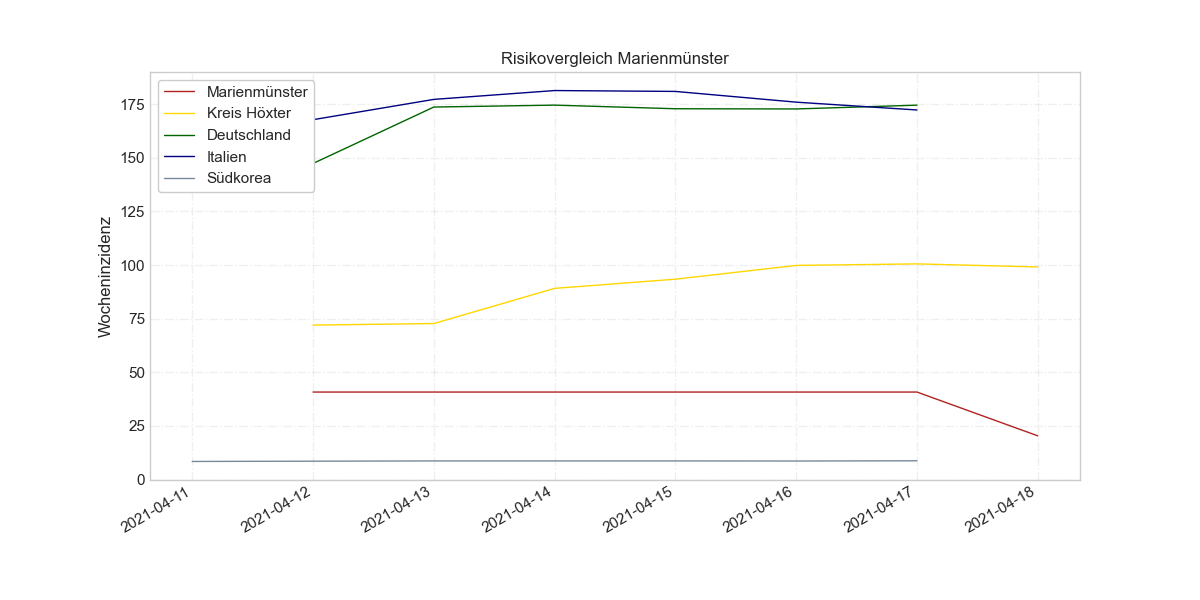 Risikovergleich Marienmünster
Marienmünster
Kreis Höxter
Deutschland
Italien
Südkorea
Wocheninzidenz
175
150
125
100
75
50
25
0
2021-04-11
2021-04-12
2021-04-13
2021-04-14
2021-04-15
2021-04-16
2021-04-17
2021-04-18